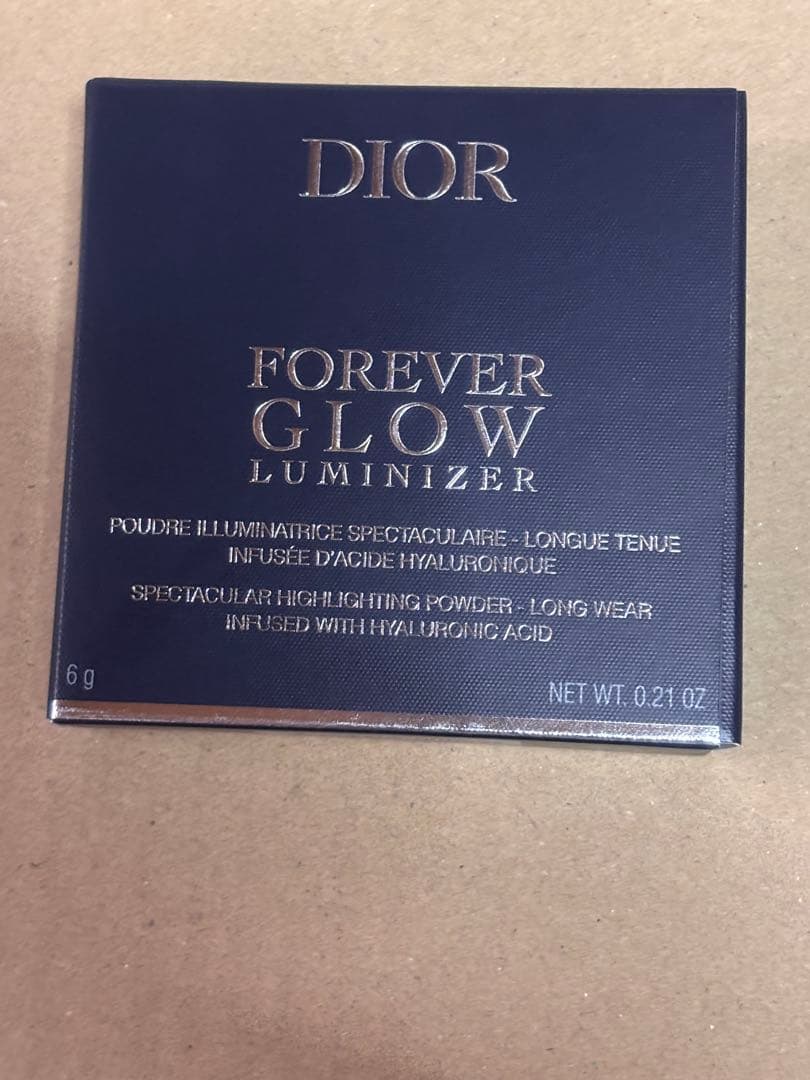 DIOR
FOREVER
GLOW
LUMINIZER
POUDRE ILLUMINATRICE SPECTACULAIRE - LONGUE TENUE
INFUSÉE D'ACIDE HYALURONIQUE
SPECTACULAR HIGHLIGHTING POWDER - LONG WEAR
INFUSED WITH HYALURONIC ACID
6 g
NET WT. 0.21 OZ